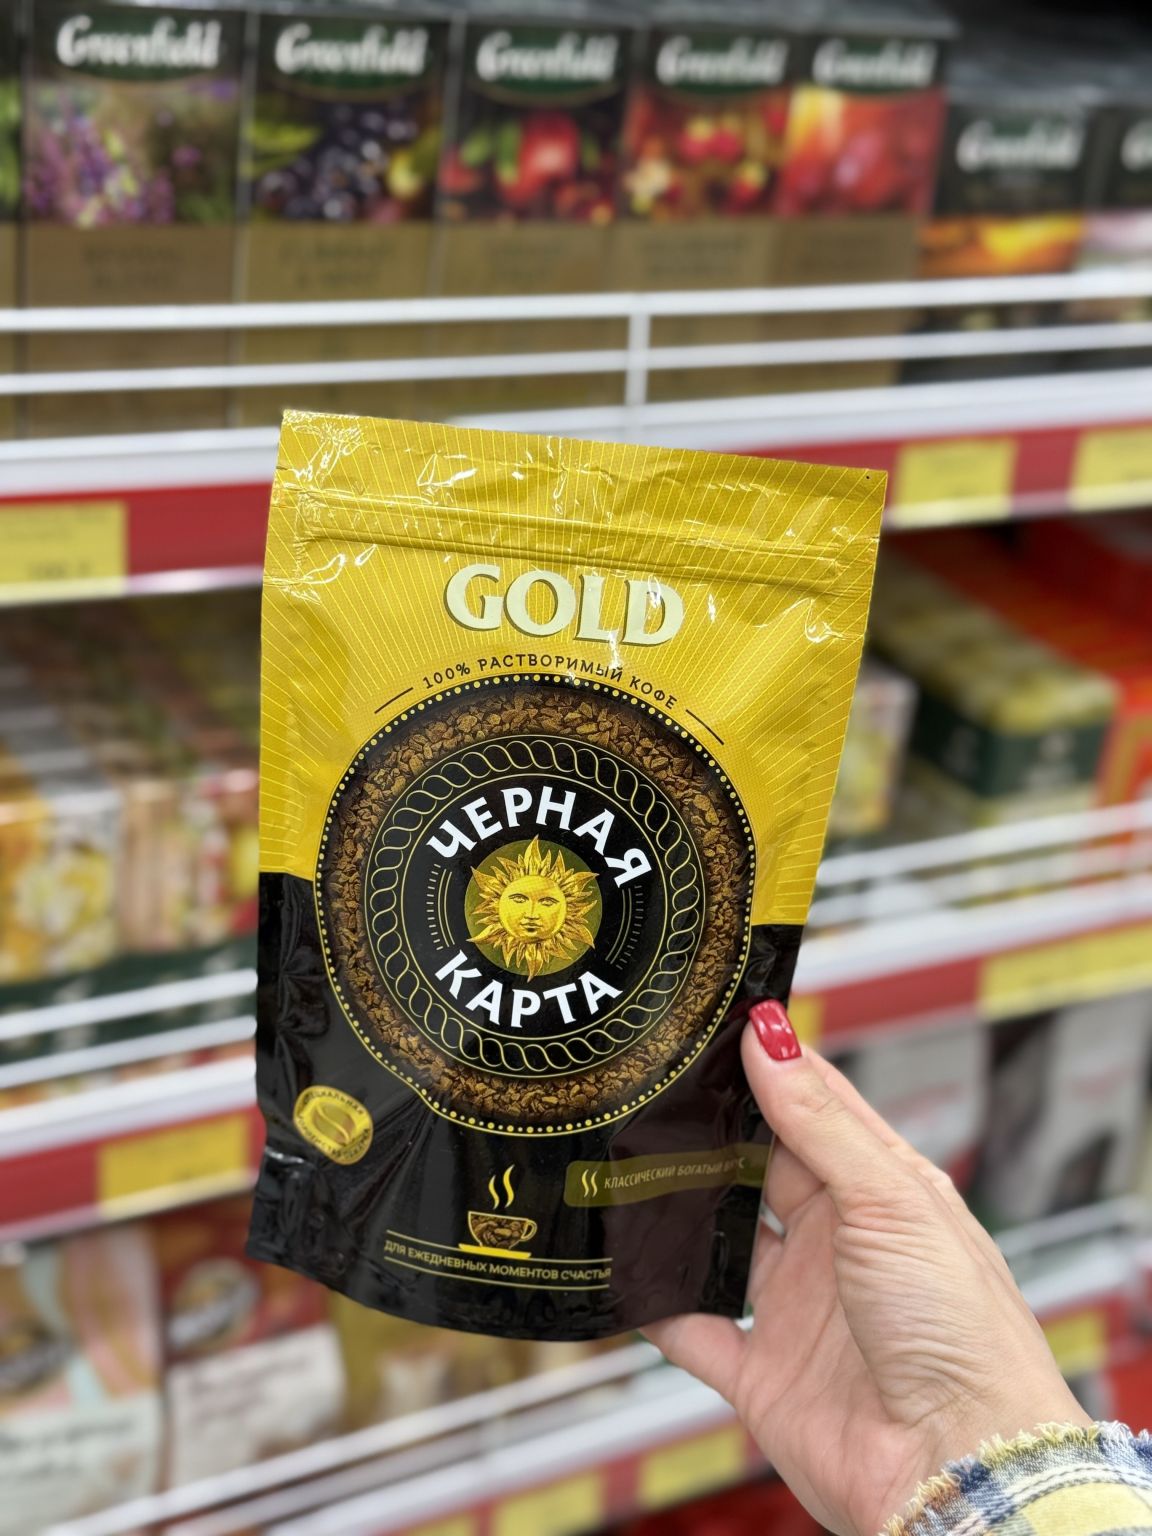 Greenfield Greenfield Greenfield Greenfield Greenfield
Greenfield
GOLD
100% РАСТВОРИМЫЙ КОФЕ
ЧЕРНАЯ
КАРТА
КЛАССИЧЕСКИЙ БОГАТЫЙ ВКУС
ДЛЯ ЕЖЕДНЕВНЫХ МОМЕНТОВ СЧАСТЬЯ